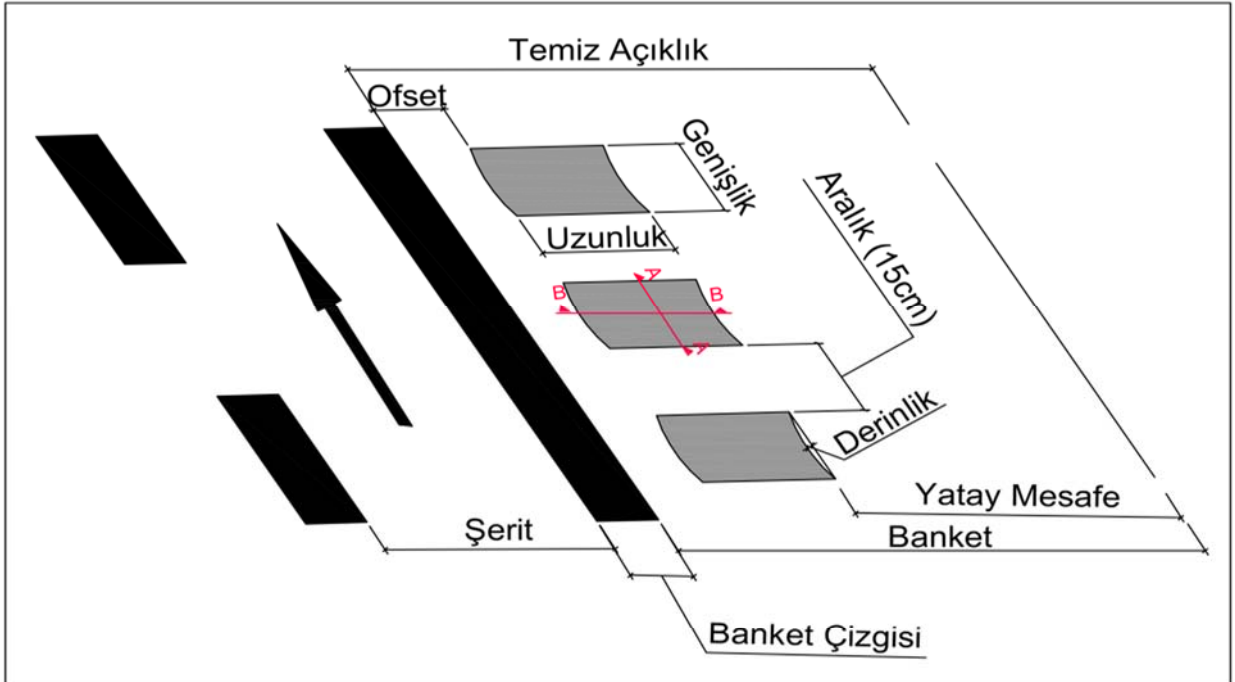 Temiz Açıklık
Ofset
Genişlik
Uzunluk
Aralık (15cm)
A
B
B
A
Derinlik
Yatay Mesafe
Şerit
Banket
Banket Çizgisi